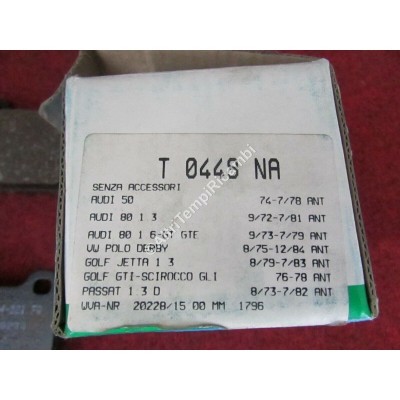 T 0448 NA
SENZA ACCESSORI
AUDI 50 74-7/78 ANT
AUDI 80 1 3 9/72-7/81 ANT
AUDI 80 1 6-GT GTE 9/73-7/79 ANT
VW POLO DERBY 8/75-12/84 ANT
GOLF JETTA 1 3 8/79-7/83 ANT
GOLF GTI-SCIROCCO GLI 76-78 ANT
PASSAT 1 3 D 8/73-7/82 ANT
WVA-NR 20228/15 00 MM 1796
AltriTempiRicambi